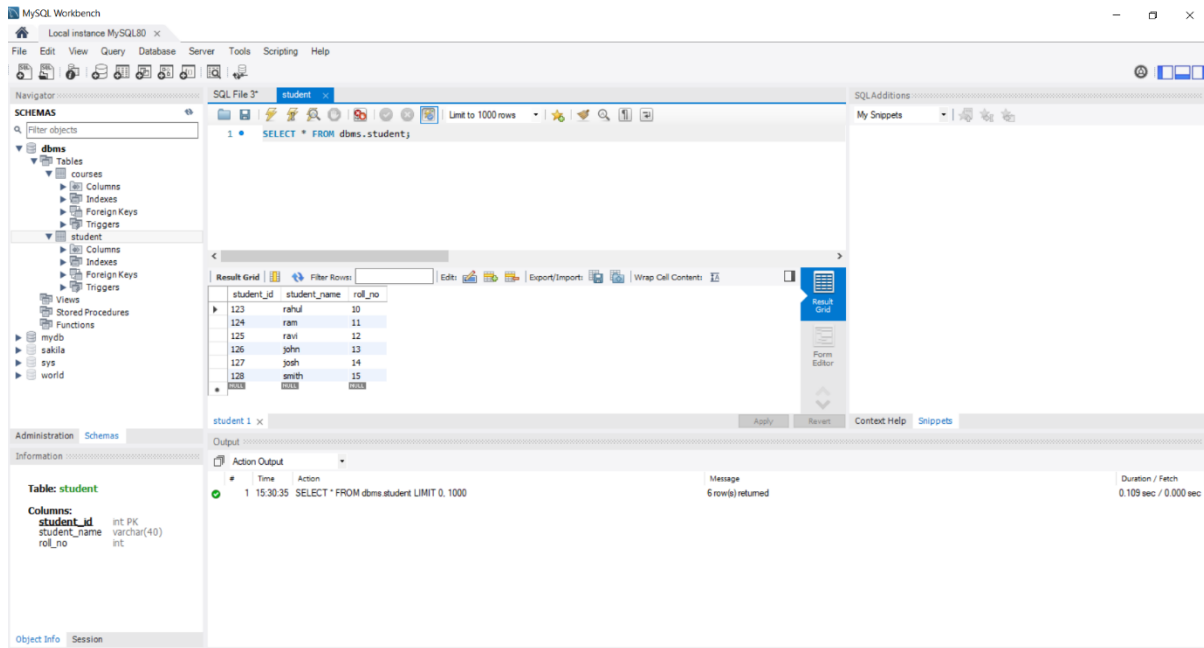 MySQL Workbench
Local instance MySQL80
File Edit View Query Database Server Tools Scripting Help
Navigator
SCHEMAS
Filter objects
dbms
Tables
courses
Columns
Indexes
Foreign Keys
Triggers
student
Columns
Indexes
Foreign Keys
Triggers
Views
Stored Procedures
Functions
mydb
sakila
sys
world
Administration Schemas
Information
Table: student
Columns:
student_id int PK
student_name varchar(40)
roll_no int
Object Info Session
SQL File 3* student
Limit to 1000 rows
1 SELECT * FROM dbms.student;
Result Grid Filter Rows: Edit: Export/Import: Wrap Cell Content:
student_id student_name roll_no
123 rahul 10
124 ram 11
125 ravi 12
126 john 13
127 josh 14
128 smith 15
NULL NULL NULL
Result
Grid
Form
Editor
student 1 Apply Revert
SQLAdditions
My Snippets
Context Help Snippets
Output
Action Output
# Time Action Message Duration / Fetch
1 15:30:35 SELECT * FROM dbms.student LIMIT 0, 1000 6 row(s) returned 0.109 sec / 0.000 sec